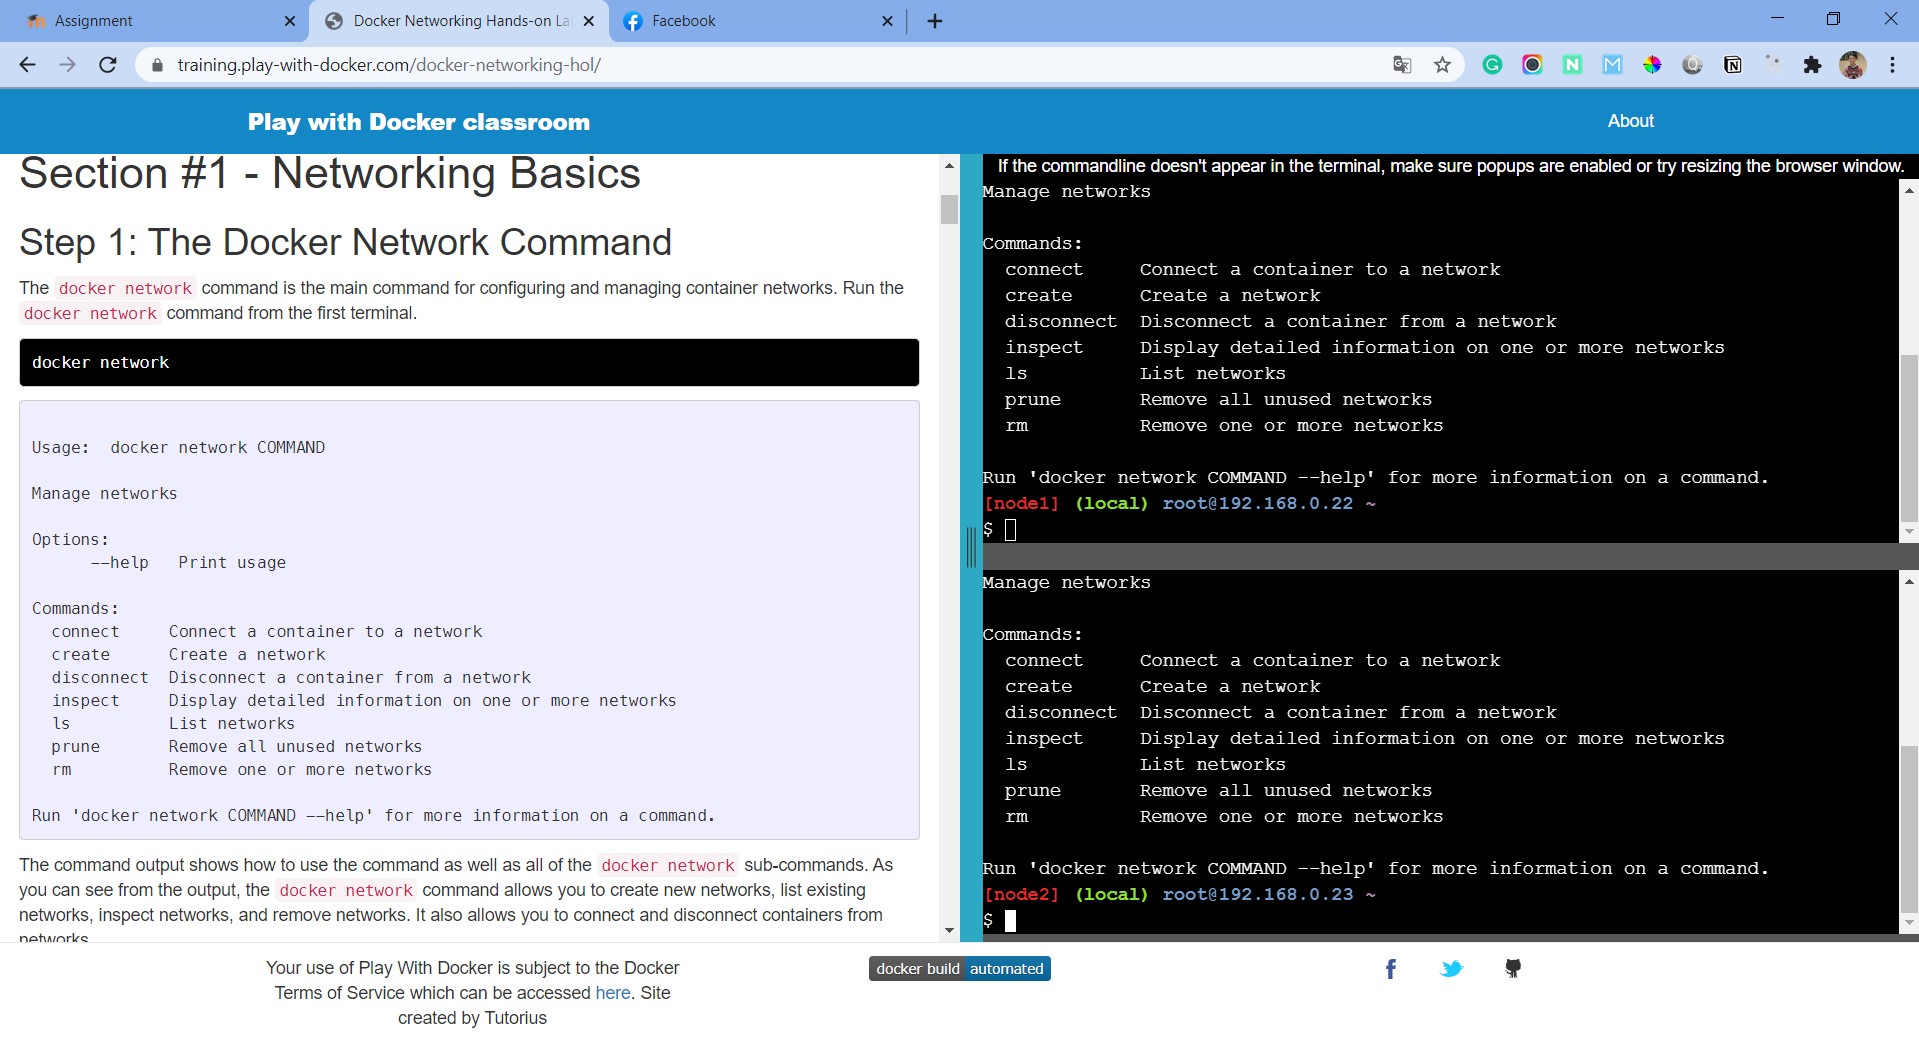 Assignment
Docker Networking Hands-on La
Facebook
training.play-with-docker.com/docker-networking-hol/
Play with Docker classroom
About
Section #1 - Networking Basics
Step 1: The Docker Network Command
The docker network command is the main command for configuring and managing container networks. Run the
docker network command from the first terminal.
docker network
Usage:  docker network COMMAND
Manage networks
Options:
--help   Print usage
Commands:
connect     Connect a container to a network
create      Create a network
disconnect  Disconnect a container from a network
inspect     Display detailed information on one or more networks
ls          List networks
prune       Remove all unused networks
rm          Remove one or more networks
Run 'docker network COMMAND --help' for more information on a command.
The command output shows how to use the command as well as all of the docker network sub-commands. As
you can see from the output, the docker network command allows you to create new networks, list existing
networks, inspect networks, and remove networks. It also allows you to connect and disconnect containers from
networks.
If the commandline doesn't appear in the terminal, make sure popups are enabled or try resizing the browser window.
Manage networks
Commands:
connect     Connect a container to a network
create      Create a network
disconnect  Disconnect a container from a network
inspect     Display detailed information on one or more networks
ls          List networks
prune       Remove all unused networks
rm          Remove one or more networks
Run 'docker network COMMAND --help' for more information on a command.
[node1] (local) root@192.168.0.22 ~
$
Manage networks
Commands:
connect     Connect a container to a network
create      Create a network
disconnect  Disconnect a container from a network
inspect     Display detailed information on one or more networks
ls          List networks
prune       Remove all unused networks
rm          Remove one or more networks
Run 'docker network COMMAND --help' for more information on a command.
[node2] (local) root@192.168.0.23 ~
$
Your use of Play With Docker is subject to the Docker
Terms of Service which can be accessed here. Site
created by Tutorius
docker build automated